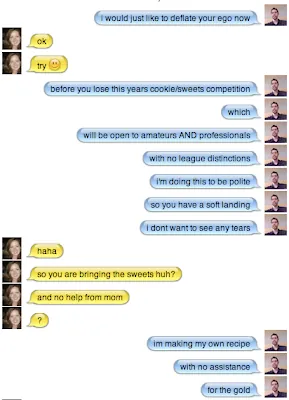 i would just like to deflate your ego now
ok
try
before you lose this years cookie/sweets competition
which
will be open to amateurs AND professionals
with no league distinctions
i'm doing this to be polite
so you have a soft landing
i dont want to see any tears
haha
so you are bringing the sweets huh?
and no help from mom
?
im making my own recipe
with no assistance
for the gold